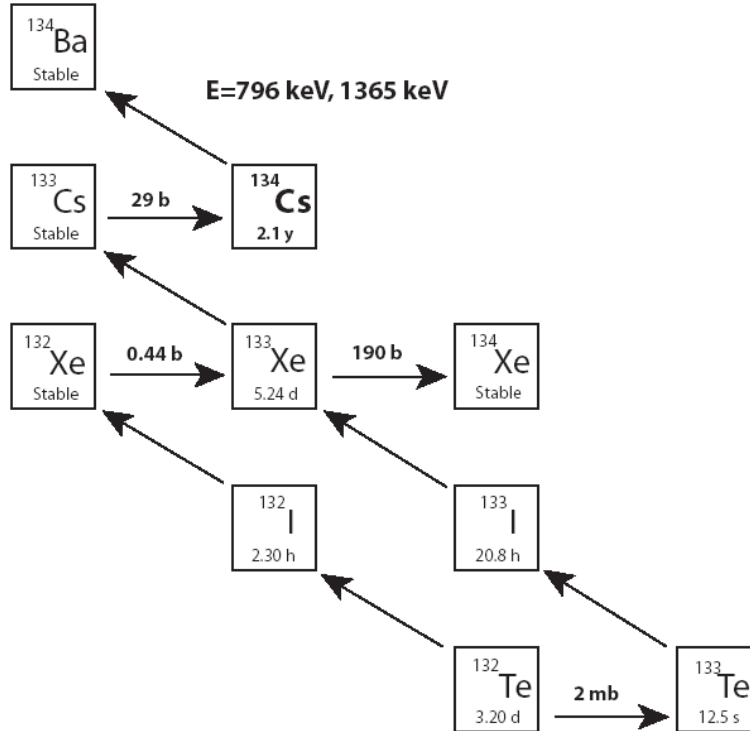 134Ba
Stable
E=796 keV, 1365 keV
133Cs
Stable
29 b
134Cs
2.1 y
132Xe
Stable
0.44 b
133Xe
5.24 d
190 b
134Xe
Stable
132I
2.30 h
133I
20.8 h
132Te
3.20 d
2 mb
133Te
12.5 s